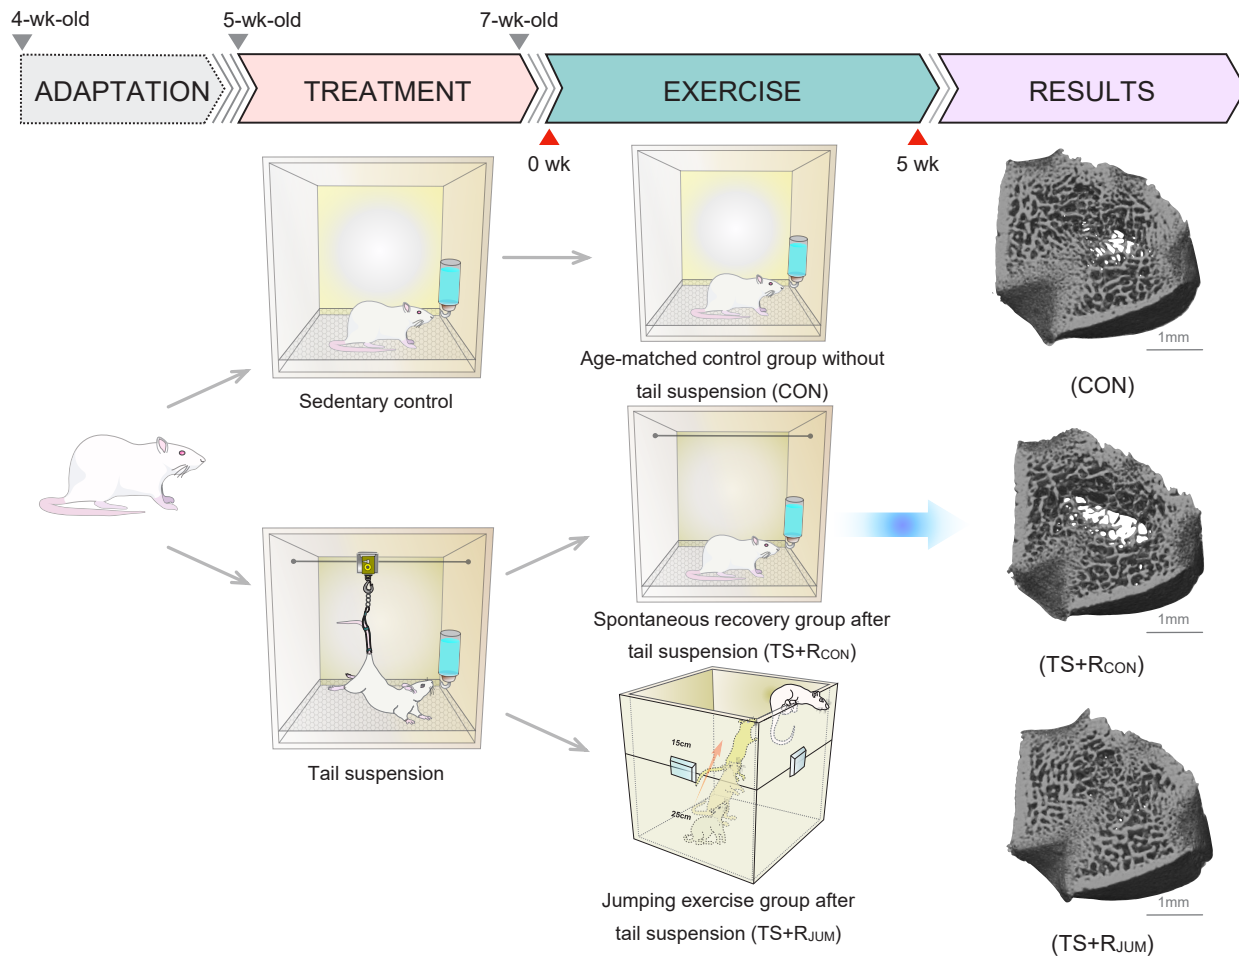 4-wk-old
5-wk-old
7-wk-old
ADAPTATION
TREATMENT
EXERCISE
RESULTS
0 wk
5 wk
Sedentary control
Age-matched control group without
tail suspension (CON)
1mm
(CON)
Tail suspension
Spontaneous recovery group after
tail suspension (TS+RCON)
1mm
(TS+RCON)
15cm
25cm
Jumping exercise group after
tail suspension (TS+RJUM)
1mm
(TS+RJUM)